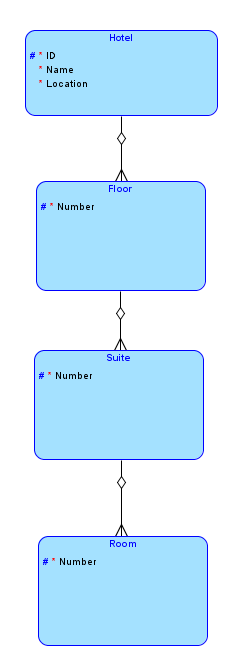 Hotel
# * ID
* Name
* Location
Floor
# * Number
Suite
# * Number
Room
# * Number